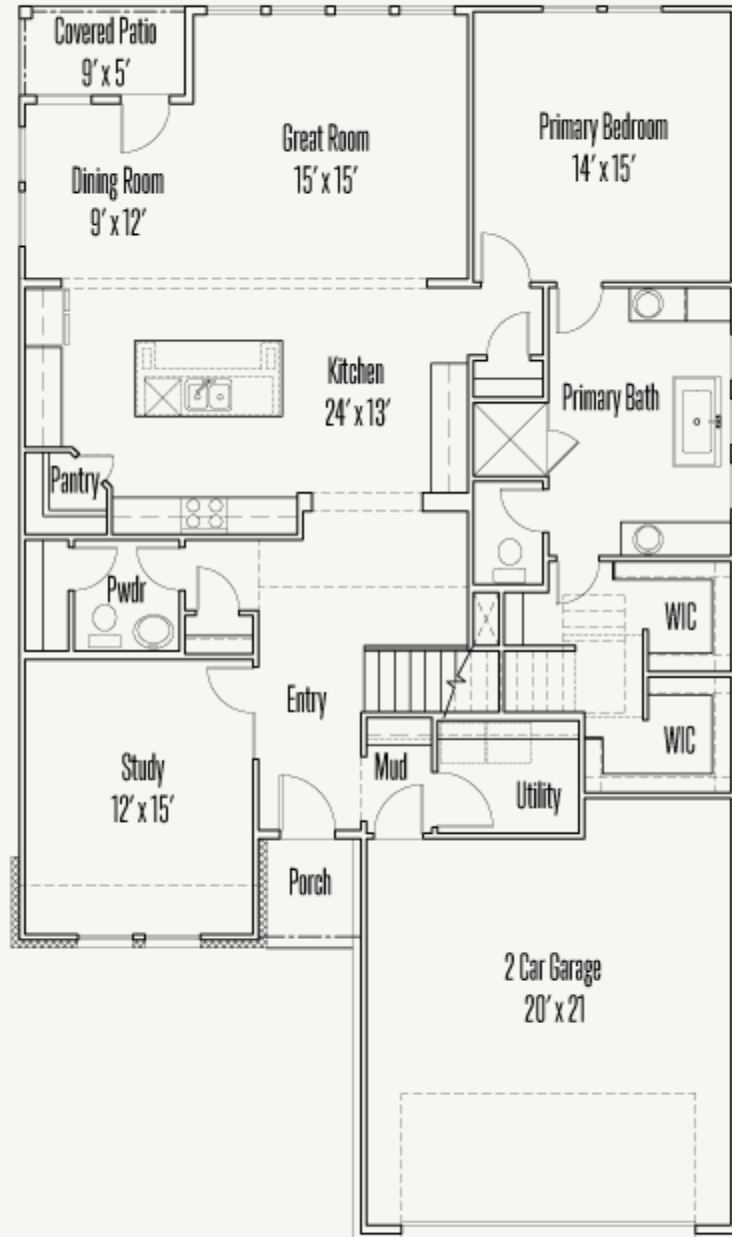 Covered Patio
9' x 5'
Great Room
15' x 15'
Primary Bedroom
14' x 15'
Dining Room
9' x 12'
Kitchen
24' x 13'
Primary Bath
Pantry
Pwdr
WIC
Entry
WIC
Mud
Utility
Study
12' x 15'
Porch
2 Car Garage
20' x 21